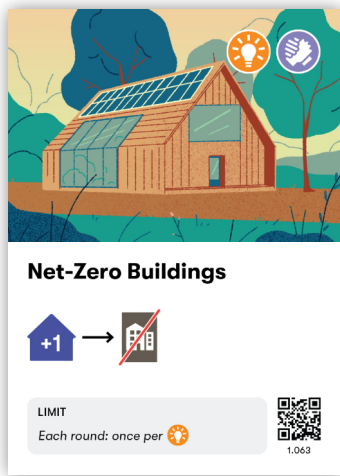 Net-Zero Buildings
+1
LIMIT
Each round: once per
1.063